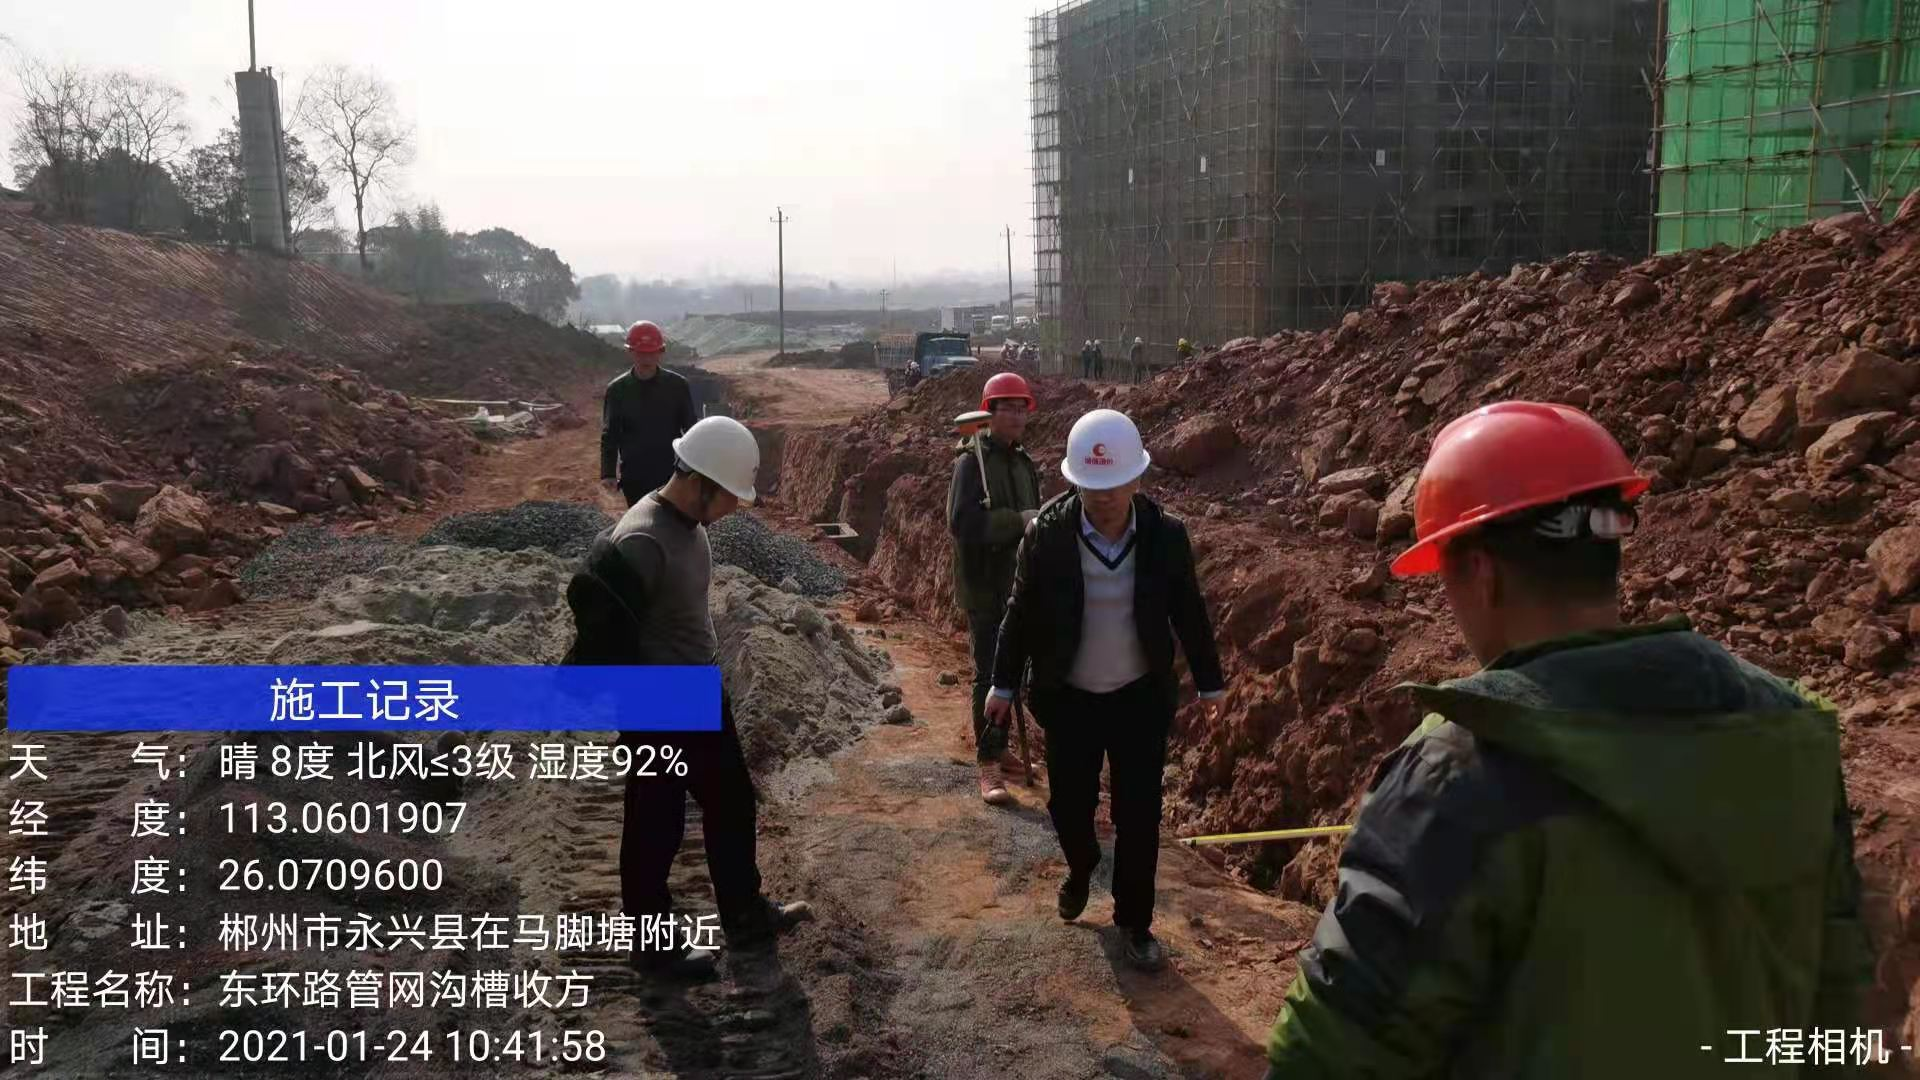 施工记录
天 气：晴 8度 北风≤3级 湿度92%
经 度：113.0601907
纬 度：26.0709600
地 址：郴州市永兴县在马脚塘附近
工程名称：东环路管网沟槽收方
时 间：2021-01-24 10:41:58
- 工程相机 -